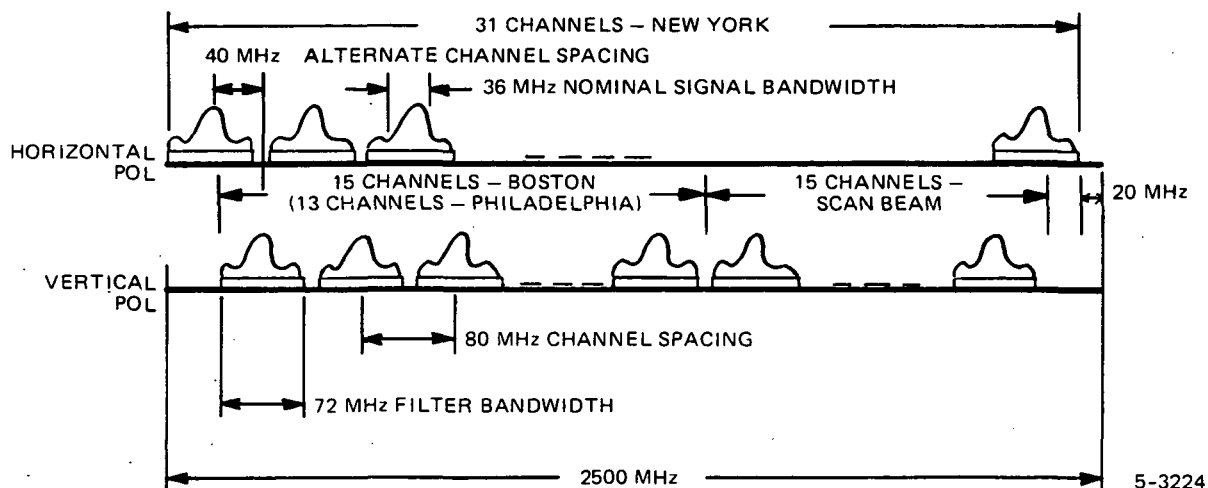 31 CHANNELS – NEW YORK
40 MHz ALTERNATE CHANNEL SPACING
36 MHz NOMINAL SIGNAL BANDWIDTH
HORIZONTAL
POL
15 CHANNELS – BOSTON
(13 CHANNELS – PHILADELPHIA)
15 CHANNELS –
SCAN BEAM
20 MHz
VERTICAL
POL
80 MHz CHANNEL SPACING
72 MHz FILTER BANDWIDTH
2500 MHz
5-3224